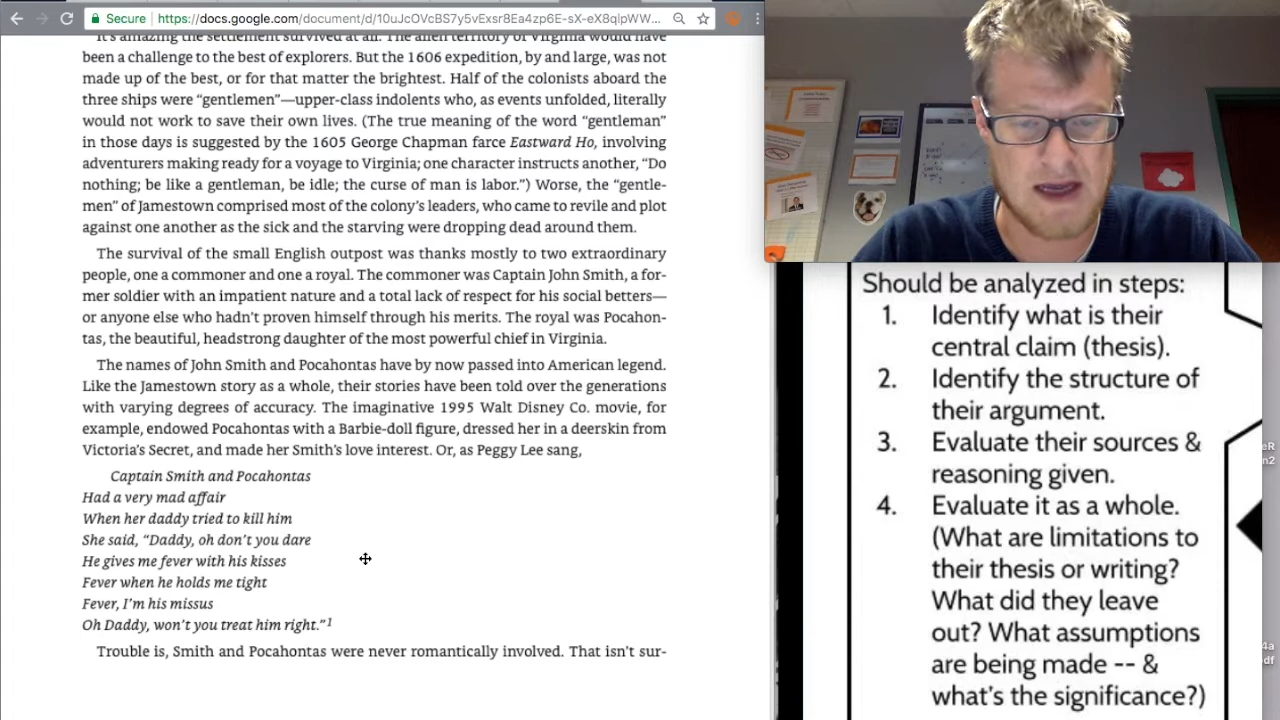 Secure
https://docs.google.com/document/d/10uJcOVcBS7y5vExsr8Ea4zp6E-sX-eX8qlpWW...
It's amazing the settlement survived at all. The alien territory of Virginia would have
been a challenge to the best of explorers. But the 1606 expedition, by and large, was not
made up of the best, or for that matter the brightest. Half of the colonists aboard the
three ships were “gentlemen”—upper-class indolents who, as events unfolded, literally
would not work to save their own lives. (The true meaning of the word “gentleman”
in those days is suggested by the 1605 George Chapman farce Eastward Ho, involving
adventurers making ready for a voyage to Virginia; one character instructs another, “Do
nothing; be like a gentleman, be idle; the curse of man is labor.”) Worse, the “gentle-
men” of Jamestown comprised most of the colony’s leaders, who came to revile and plot
against one another as the sick and the starving were dropping dead around them.
The survival of the small English outpost was thanks mostly to two extraordinary
people, one a commoner and one a royal. The commoner was Captain John Smith, a for-
mer soldier with an impatient nature and a total lack of respect for his social betters—
or anyone else who hadn’t proven himself through his merits. The royal was Pocahon-
tas, the beautiful, headstrong daughter of the most powerful chief in Virginia.
The names of John Smith and Pocahontas have by now passed into American legend.
Like the Jamestown story as a whole, their stories have been told over the generations
with varying degrees of accuracy. The imaginative 1995 Walt Disney Co. movie, for
example, endowed Pocahontas with a Barbie-doll figure, dressed her in a deerskin from
Victoria’s Secret, and made her Smith’s love interest. Or, as Peggy Lee sang,
Captain Smith and Pocahontas
Had a very mad affair
When her daddy tried to kill him
She said, “Daddy, oh don’t you dare
He gives me fever with his kisses
Fever when he holds me tight
Fever, I’m his missus
Oh Daddy, won’t you treat him right.”1
Trouble is, Smith and Pocahontas were never romantically involved. That isn’t sur-
Should be analyzed in steps:
1. Identify what is their
central claim (thesis).
2. Identify the structure of
their argument.
3. Evaluate their sources &
reasoning given.
4. Evaluate it as a whole.
(What are limitations to
their thesis or writing?
What did they leave
out? What assumptions
are being made -- &
what's the significance?)